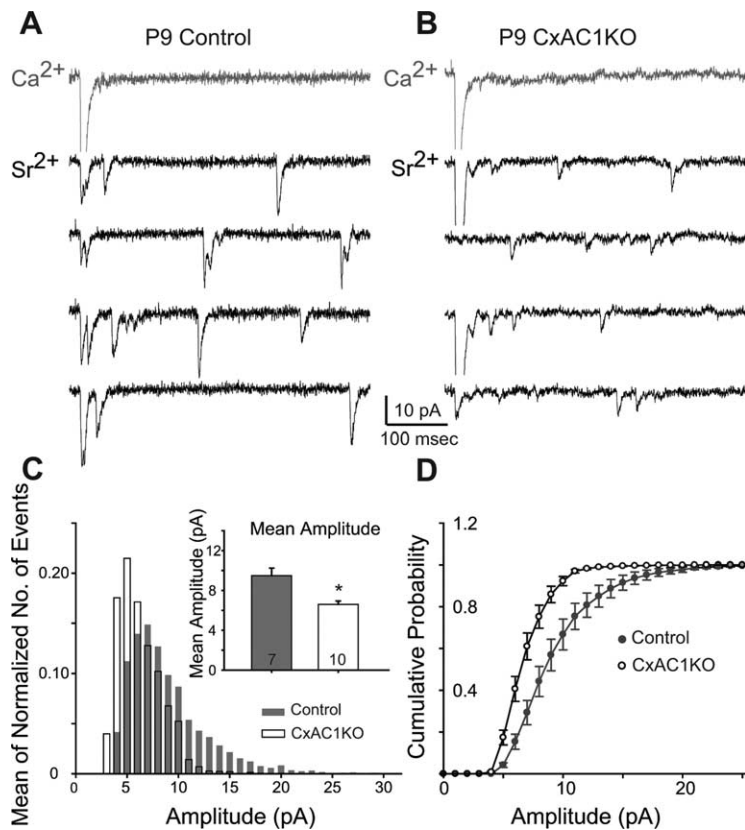 A P9 Control
B P9 CxAC1KO
Ca2+
Ca2+
Sr2+
Sr2+
10 pA
100 msec
C
D
Mean of Normalized No. of Events
0.20
0.10
0
0 5 10 15 20 25 30
Amplitude (pA)
Mean Amplitude
Mean Amplitude (pA)
12
9
6
3
0
*
7 10
Control
CxAC1KO
Cumulative Probability
1.2
0.8
0.4
Control
CxAC1KO
0 10 20
Amplitude (pA)